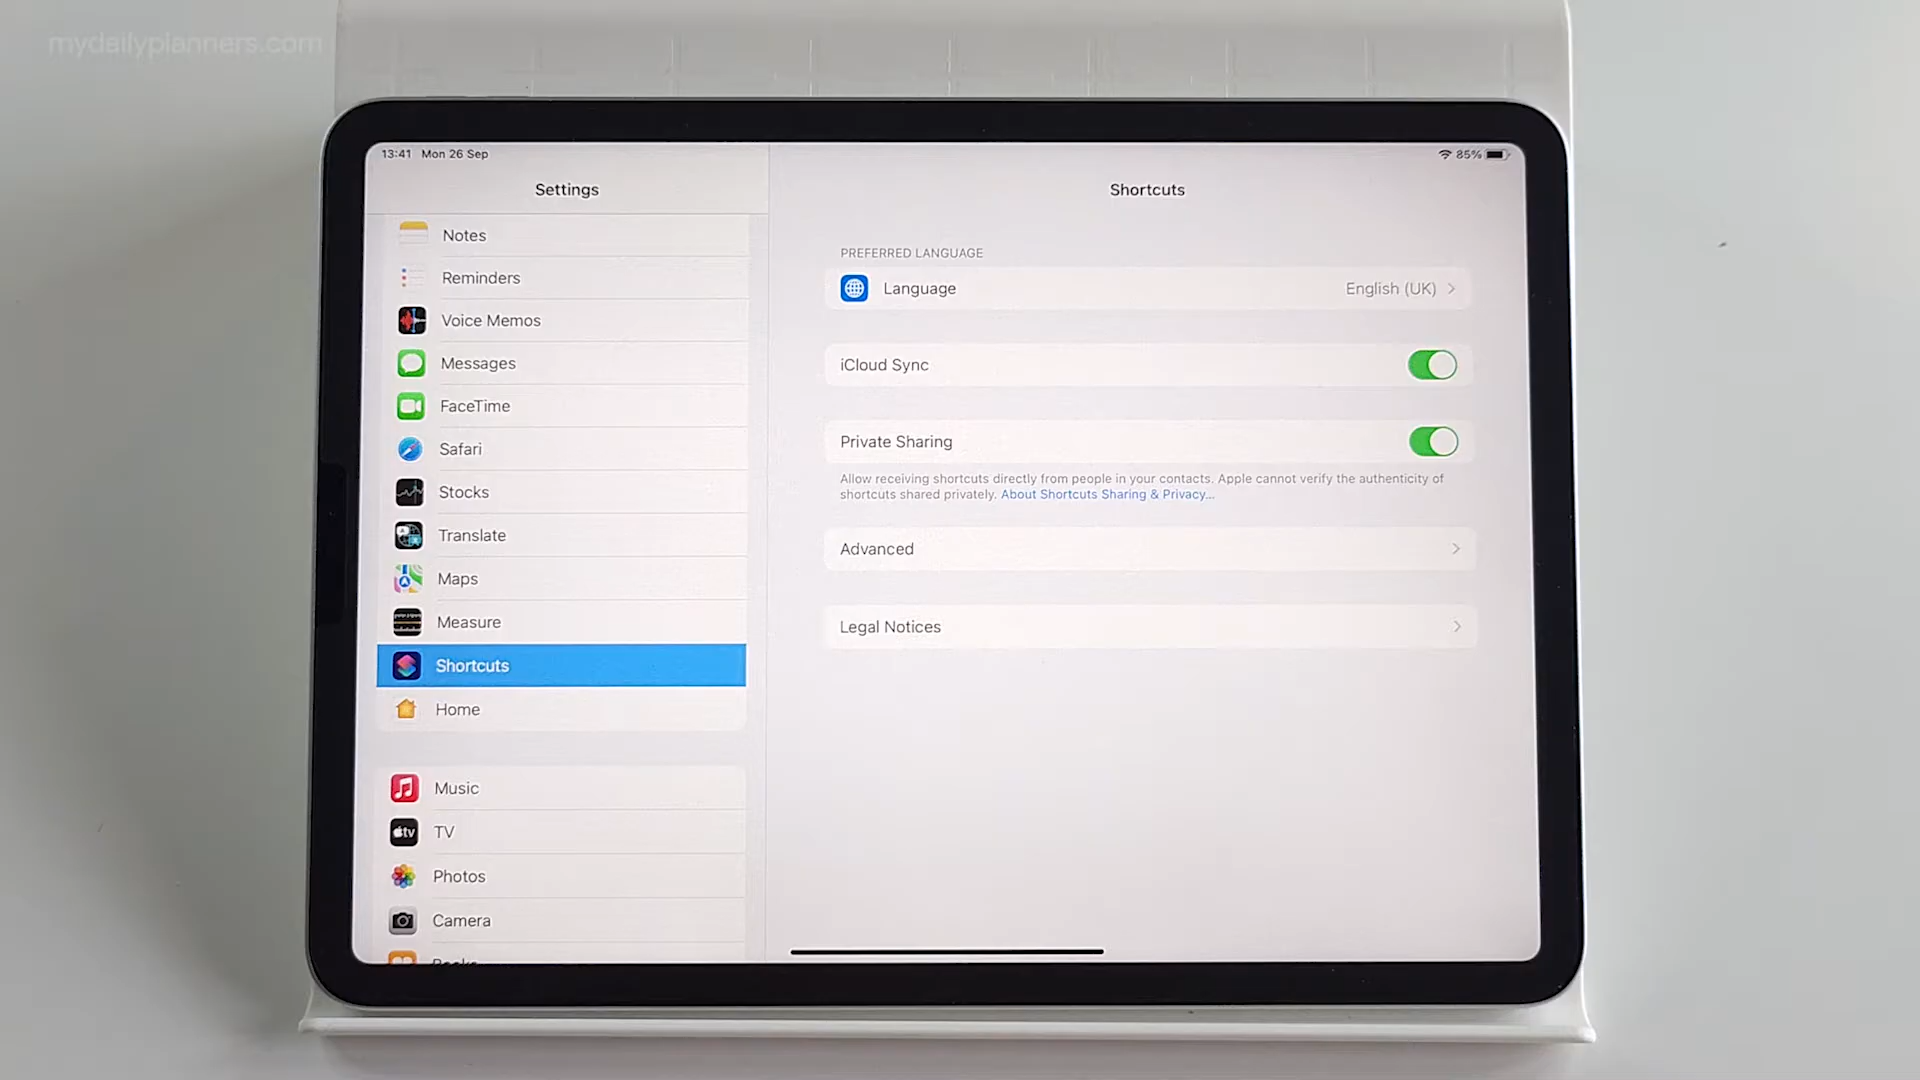 mydailyplanners.com
13:41 Mon 26 Sep
85%
Settings
Notes
Reminders
Voice Memos
Messages
FaceTime
Safari
Stocks
Translate
Maps
Measure
Shortcuts
Home
Music
tv
TV
Photos
Camera
Books
Shortcuts
PREFERRED LANGUAGE
Language English (UK)
iCloud Sync
Private Sharing
Allow receiving shortcuts directly from people in your contacts. Apple cannot verify the authenticity of
shortcuts shared privately. About Shortcuts Sharing & Privacy...
Advanced
Legal Notices